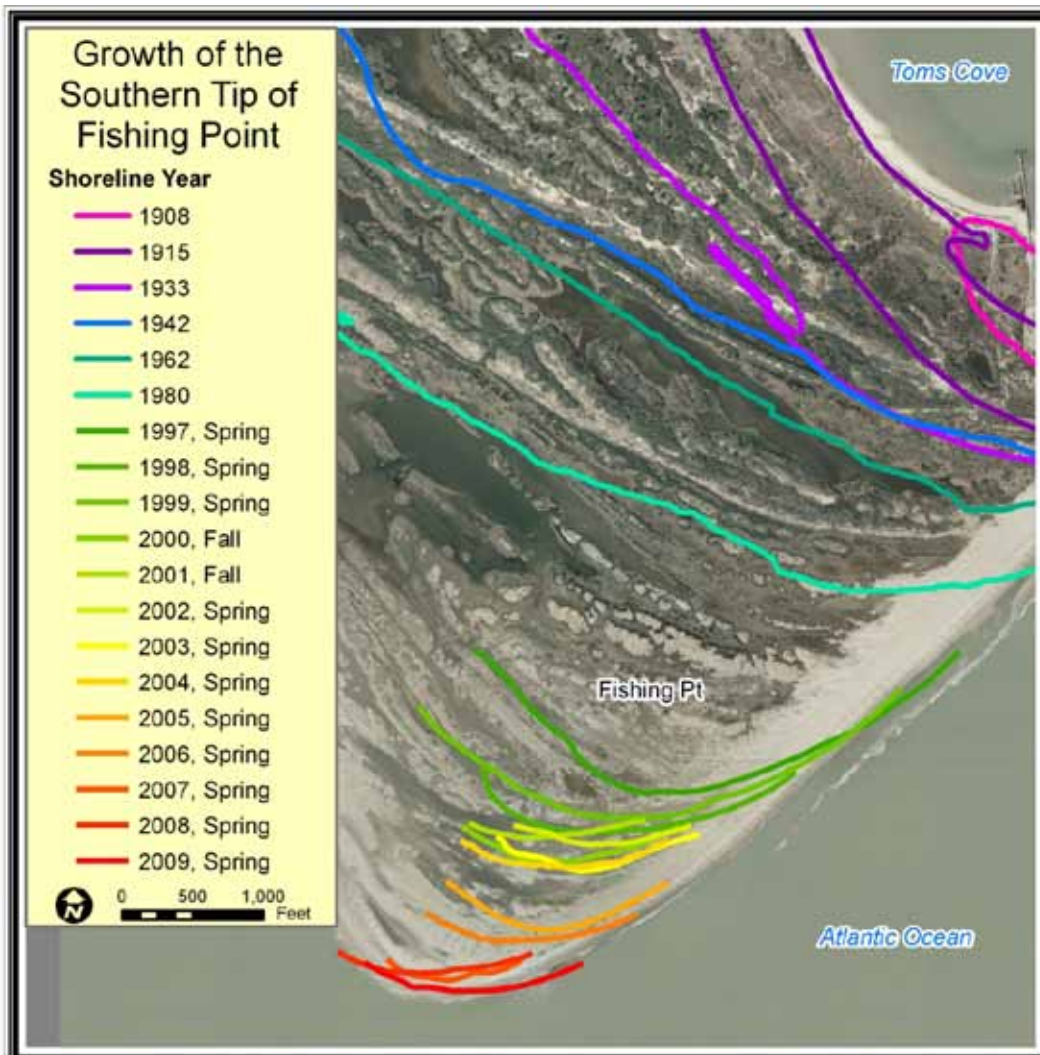 Growth of the
Southern Tip of
Fishing Point
Shoreline Year
1908
1915
1933
1942
1962
1980
1997, Spring
1998, Spring
1999, Spring
2000, Fall
2001, Fall
2002, Spring
2003, Spring
2004, Spring
2005, Spring
2006, Spring
2007, Spring
2008, Spring
2009, Spring
N
0 500 1,000
Feet
Toms Cove
Fishing Pt
Atlantic Ocean